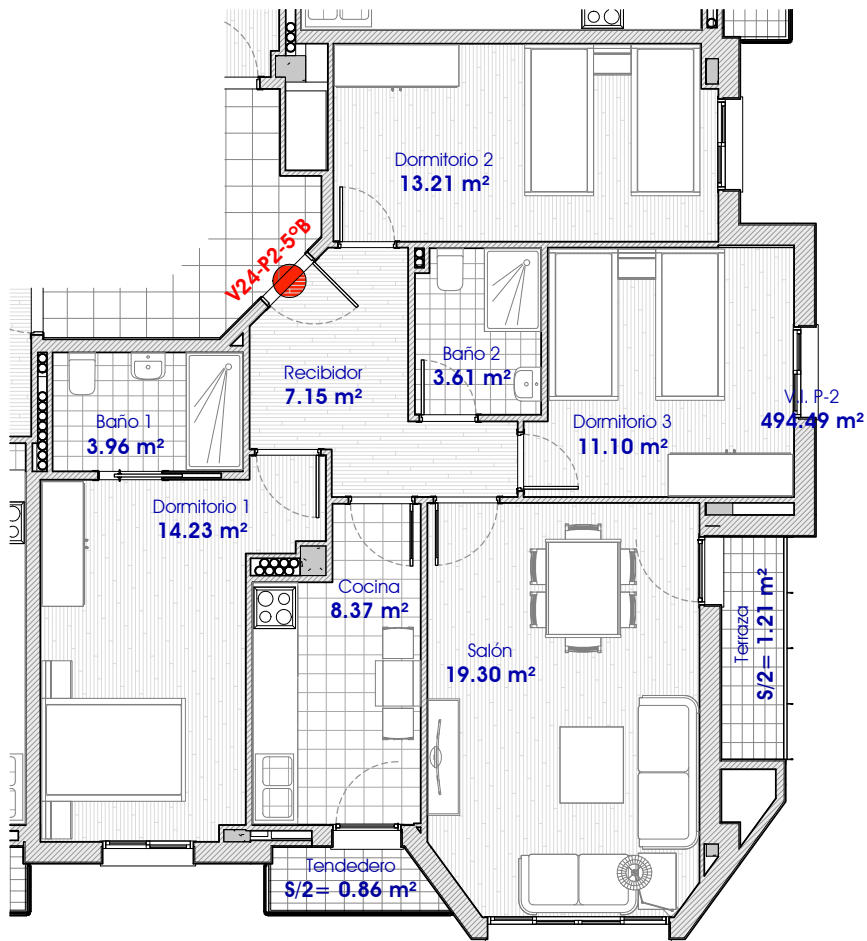 Dormitorio 2
13.21 m²
V24-P2-5ºB
Recibidor
7.15 m²
Baño 2
3.61 m²
Dormitorio 3
11.10 m²
V.I. P-2
494.49 m²
Baño 1
3.96 m²
Dormitorio 1
14.23 m²
Cocina
8.37 m²
Salón
19.30 m²
Terraza
S/2= 1.21 m²
Tendedero
S/2= 0.86 m²